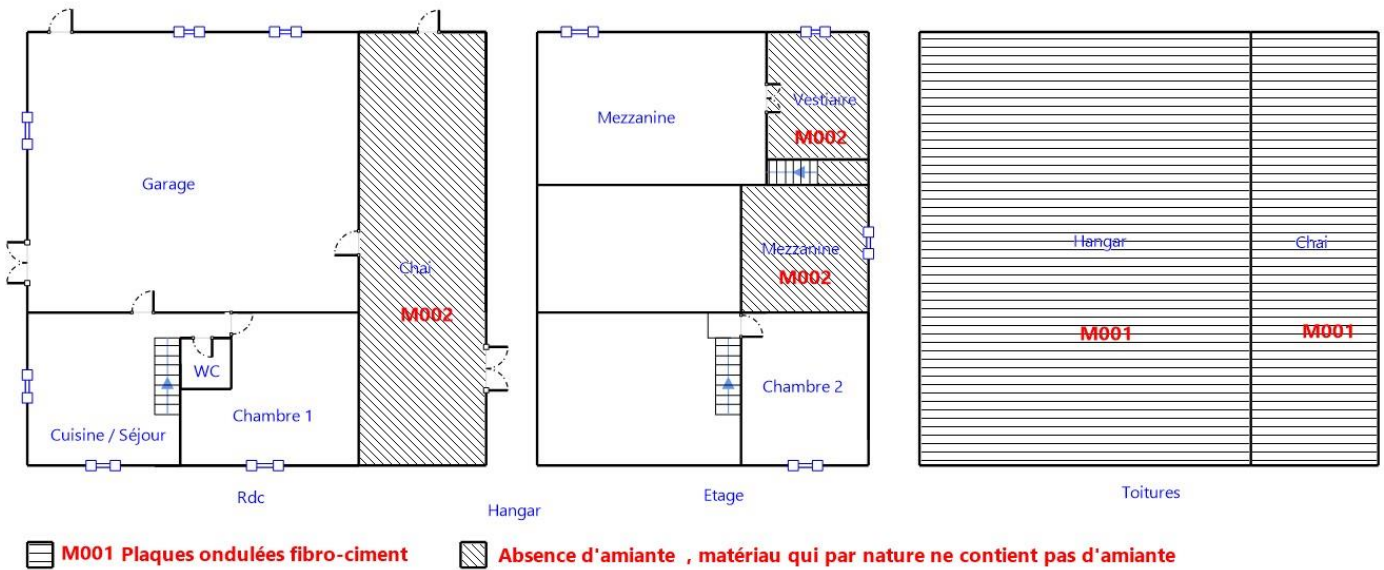 Garage
Chai
M002
WC
Chambre 1
Cuisine / Séjour
Rdc
Mezzanine
Vestiaire
M002
Mezzanine
M002
Chambre 2
Etage
Hangar
Chai
M001
M001
Toitures
Hangar
M001 Plaques ondulées fibro-ciment
Absence d'amiante , matériau qui par nature ne contient pas d'amiante